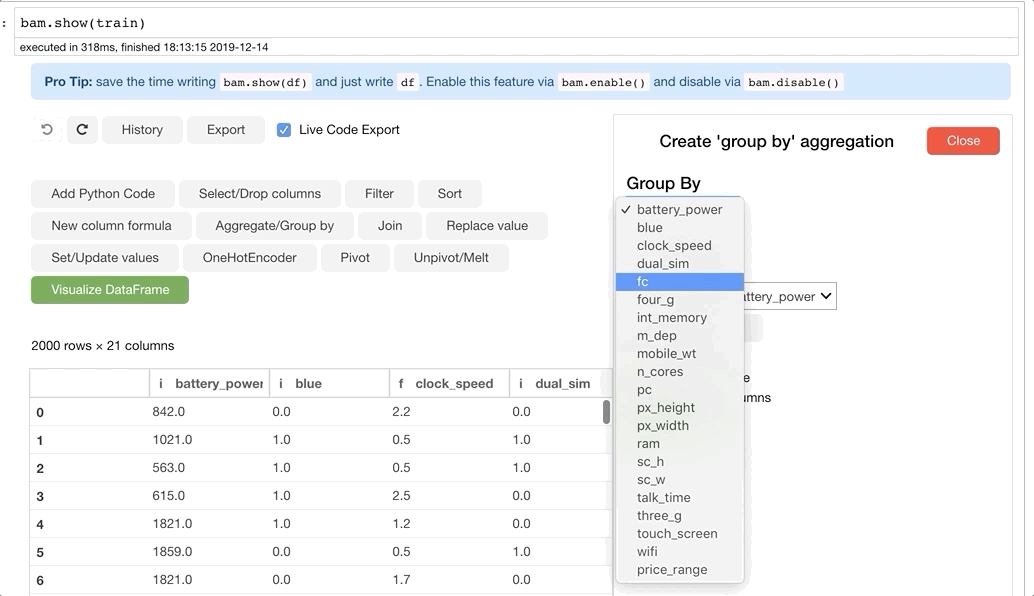 : bam.show(train)
executed in 318ms, finished 18:13:15 2019-12-14
Pro Tip: save the time writing bam.show(df) and just write df. Enable this feature via bam.enable() and disable via bam.disable()
History Export Live Code Export
Create 'group by' aggregation Close
Group By
Add Python Code Select/Drop columns Filter Sort
New column formula Aggregate/Group by Join Replace value
Set/Update values OneHotEncoder Pivot Unpivot/Melt
Visualize DataFrame
2000 rows × 21 columns
i battery_power i blue f clock_speed i dual_sim
0 842.0 0.0 2.2 0.0
1 1021.0 1.0 0.5 1.0
2 563.0 1.0 0.5 1.0
3 615.0 1.0 2.5 0.0
4 1821.0 1.0 1.2 0.0
5 1859.0 0.0 0.5 1.0
6 1821.0 0.0 1.7 0.0
✓ battery_power
blue
clock_speed
dual_sim
fc
four_g
int_memory
m_dep
mobile_wt
n_cores
pc
px_height
px_width
ram
sc_h
sc_w
talk_time
three_g
touch_screen
wifi
price_range
attery_power
e
umns